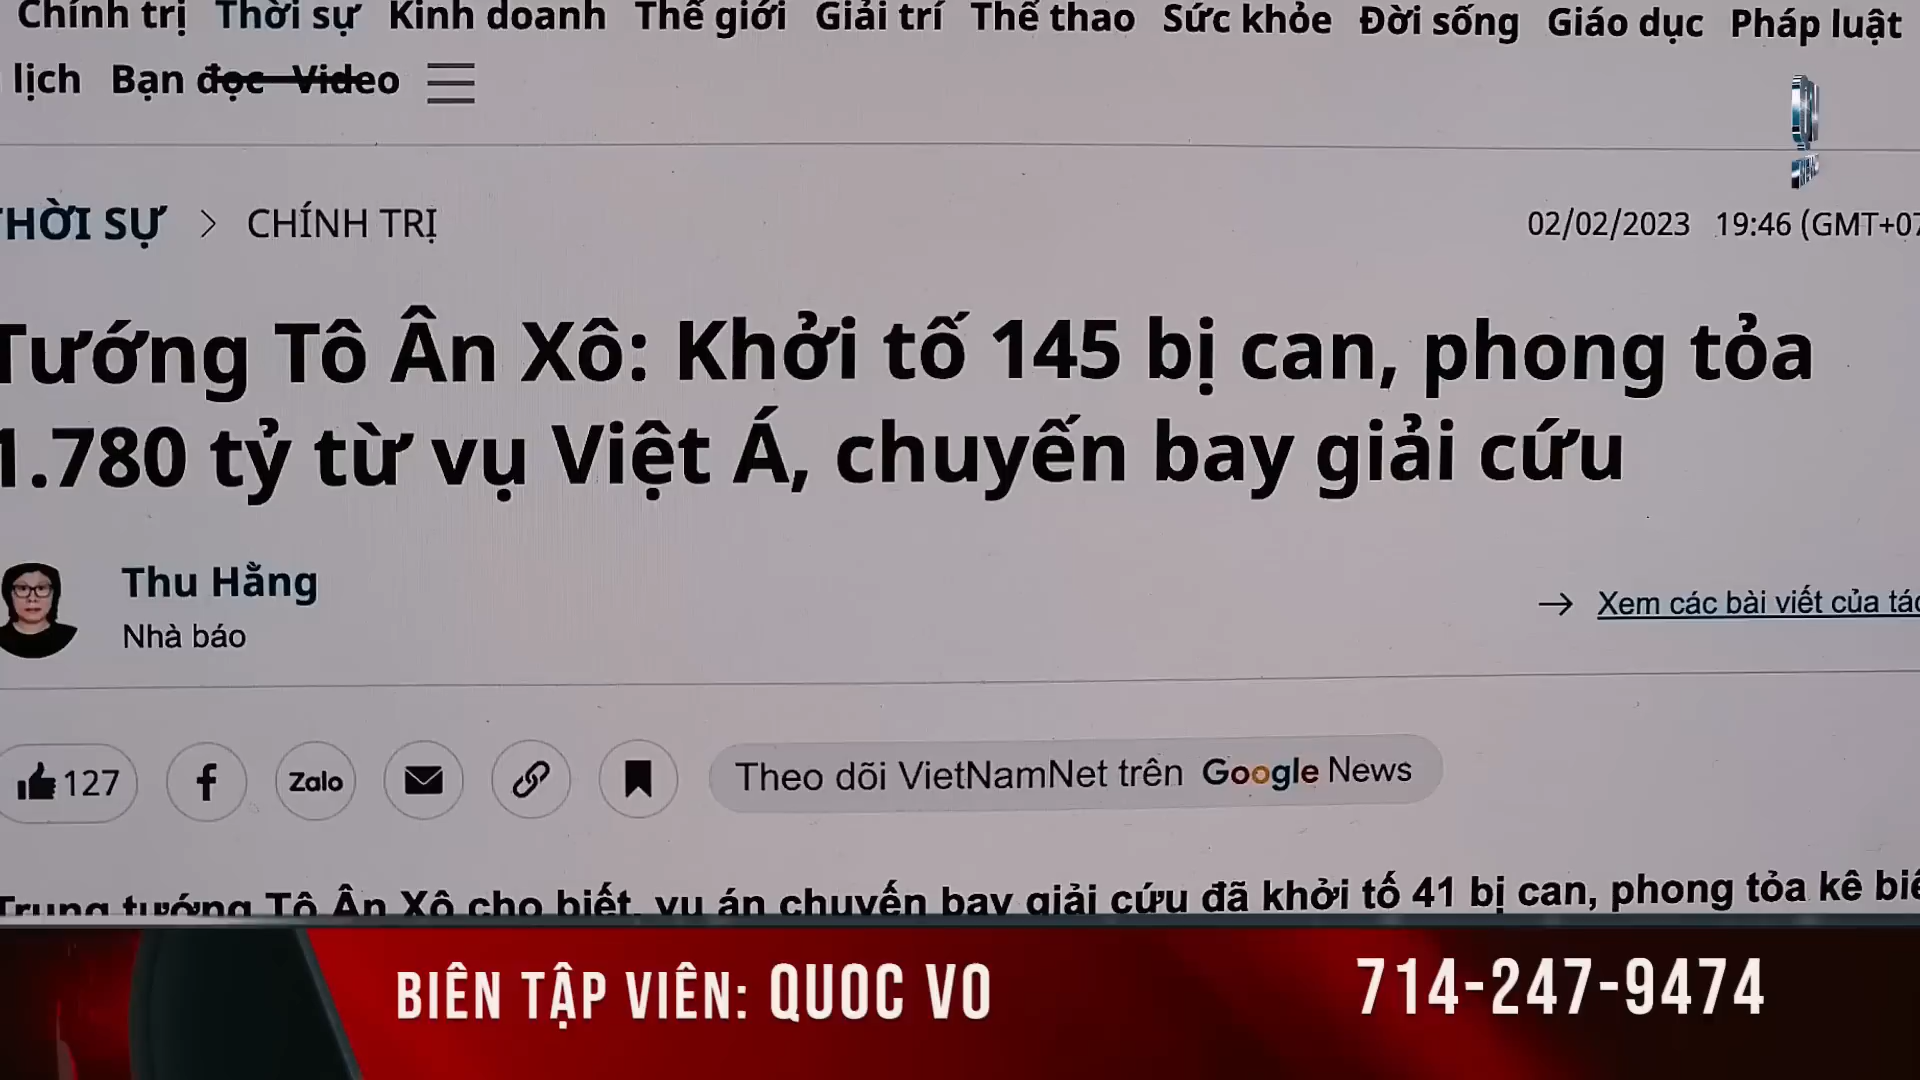 Chính trị Thời sự Kinh doanh Thế giới Giải trí Thể thao Sức khỏe Đời sống Giáo dục Pháp luật
lịch Bạn đọc Video
THỜI SỰ > CHÍNH TRỊ
02/02/2023 19:46 (GMT+07
Tướng Tô Ân Xô: Khởi tố 145 bị can, phong tỏa
1.780 tỷ từ vụ Việt Á, chuyến bay giải cứu
Thu Hằng
Nhà báo
→ Xem các bài viết của tác
127
Zalo
Theo dõi VietNamNet trên Google News
Trung tướng Tô Ân Xô cho biết, vụ án chuyến bay giải cứu đã khởi tố 41 bị can, phong tỏa kê biê
BIÊN TẬP VIÊN: QUOC VO
714-247-9474